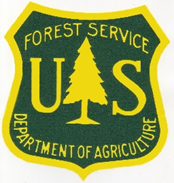 FOREST SERVICE
U S
DEPARTMENT OF AGRICULTURE